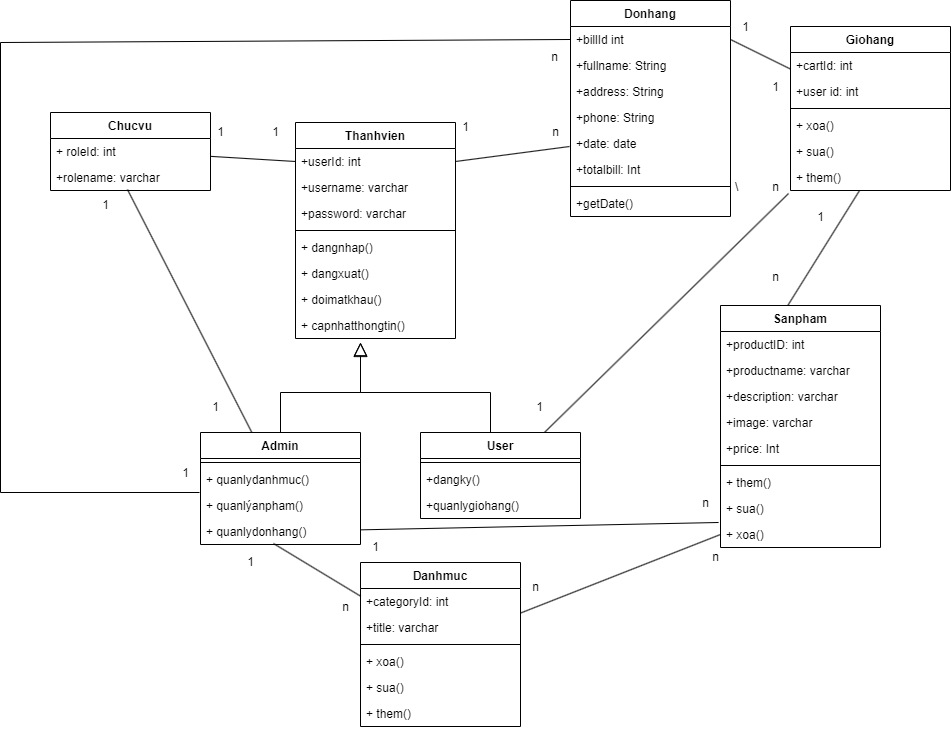 Donhang
+billId int
+fullname: String
+address: String
+phone: String
+date: date
+totalbill: Int
+getDate()
1
1
n
n
\
Giohang
+cartId: int
+user id: int
+ xoa()
+ sua()
+ them()
n
1
n
Chucvu
+ roleId: int
+rolename: varchar
1
1
1
1
Thanhvien
+userId: int
+username: varchar
+password: varchar
+ dangnhap()
+ dangxuat()
+ doimatkhau()
+ capnhatthongtin()
1
Sanpham
+productID: int
+productname: varchar
+description: varchar
+image: varchar
+price: Int
+ them()
+ sua()
+ xoa()
n
n
1
Admin
+ quanlydanhmuc()
+ quanlýanpham()
+ quanlydonhang()
1
1
1
User
+dangky()
+quanlygiohang()
Danhmuc
+categoryId: int
+title: varchar
+ xoa()
+ sua()
+ them()
n
n